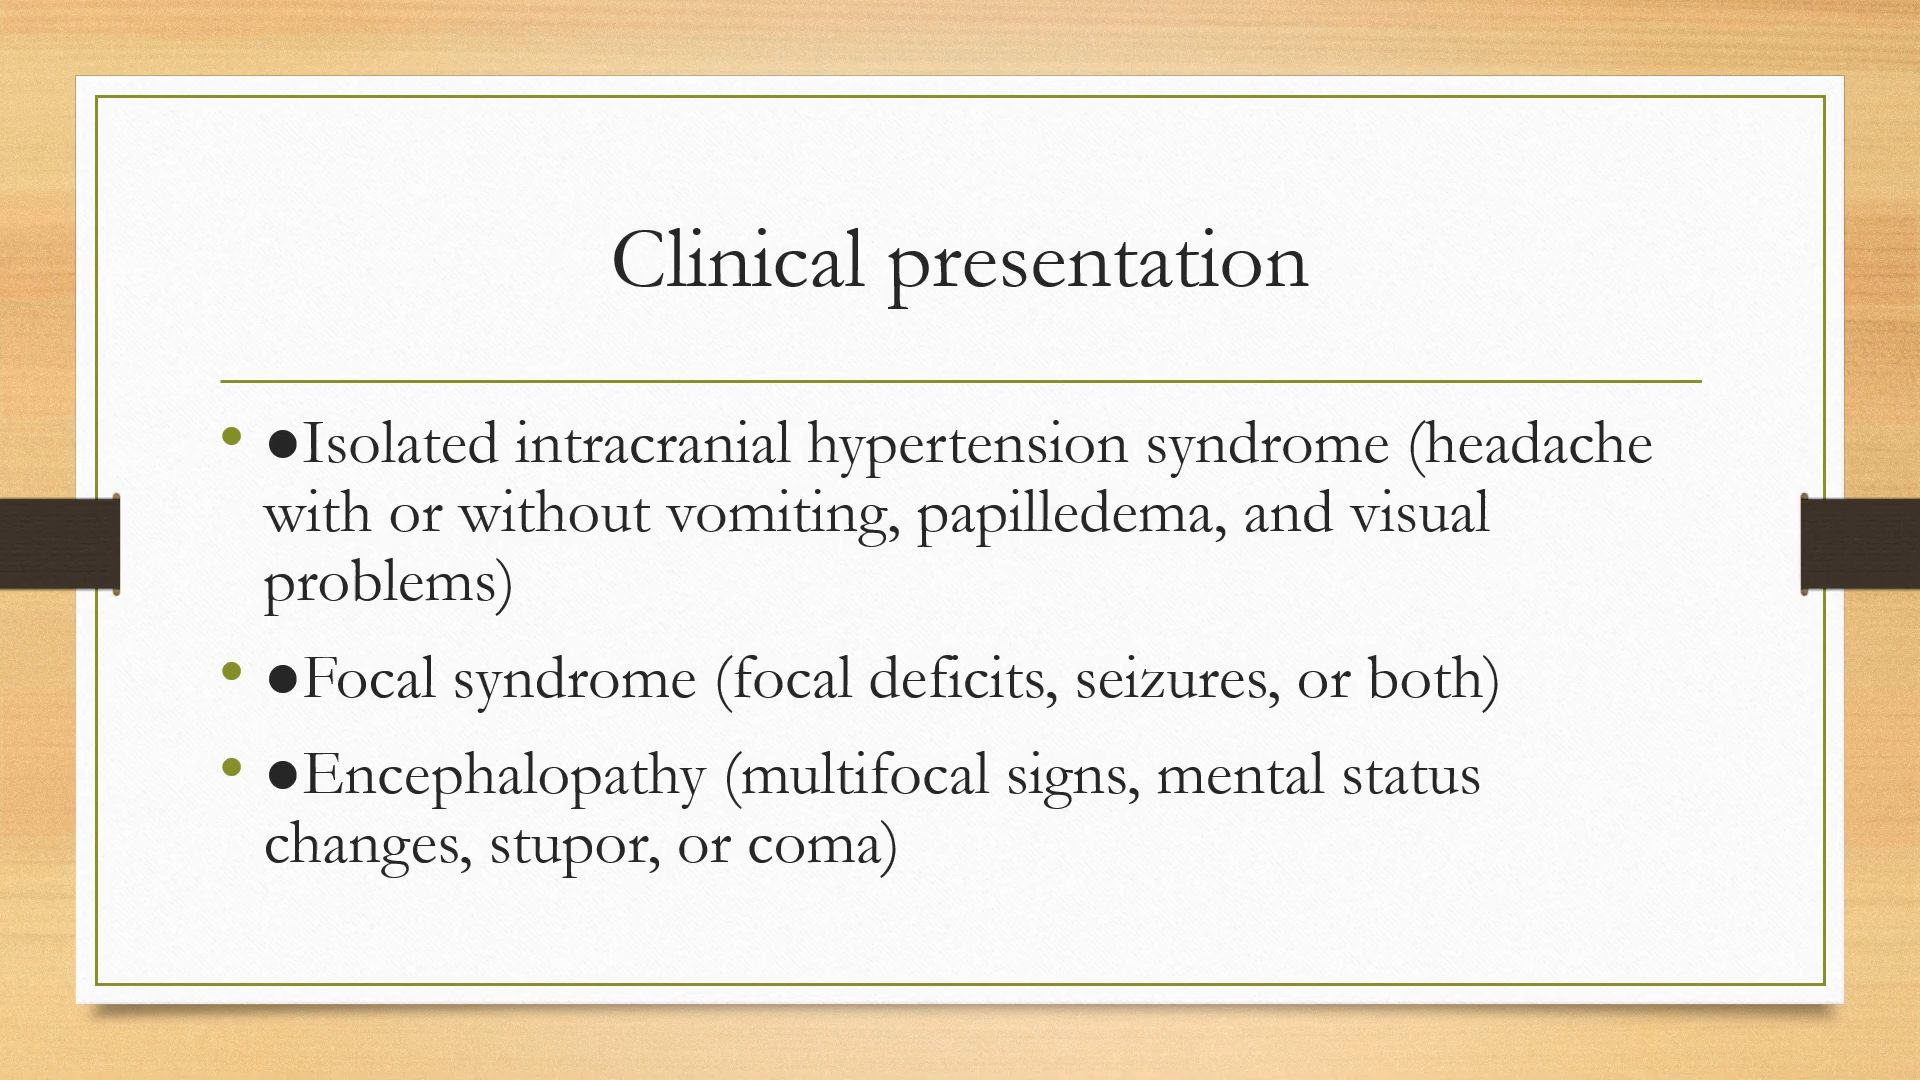 Clinical presentation
• ●Isolated intracranial hypertension syndrome (headache
with or without vomiting, papilledema, and visual
problems)
• ●Focal syndrome (focal deficits, seizures, or both)
• ●Encephalopathy (multifocal signs, mental status
changes, stupor, or coma)